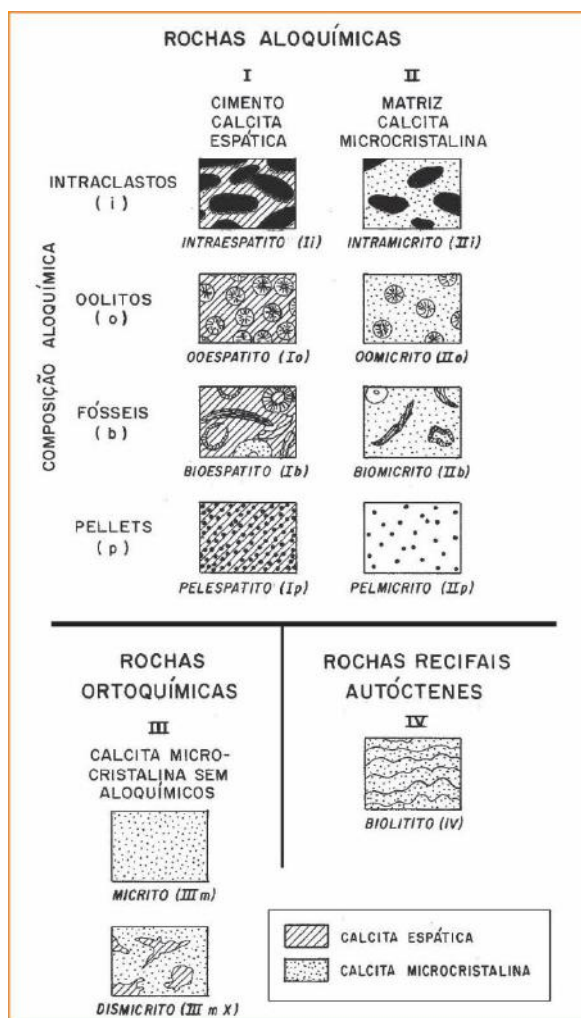 ROCHAS ALOQUÍMICAS
I
CIMENTO
CALCITA
ESPÁTICA
II
MATRIZ
CALCITA
MICROCRISTALINA
COMPOSIÇÃO ALOQUÍMICA
INTRACLASTOS
( i )
INTRAESPATITO (Ii)
INTRAMICRITO (IIi)
OOLITOS
( o )
OOESPATITO (Io)
OOMICRITO (IIo)
FÓSSEIS
( b )
BIOESPATITO (Ib)
BIOMICRITO (IIb)
PELLETS
( p )
PELESPATITO (Ip)
PELMICRITO (IIp)
ROCHAS
ORTOQUÍMICAS
III
CALCITA MICRO-
CRISTALINA SEM
ALOQUÍMICOS
MICRITO (III m)
DISMICRITO (III m X)
ROCHAS RECIFAIS
AUTÓCTENES
IV
BIOLITITO (IV)
CALCITA ESPÁTICA
CALCITA MICROCRISTALINA